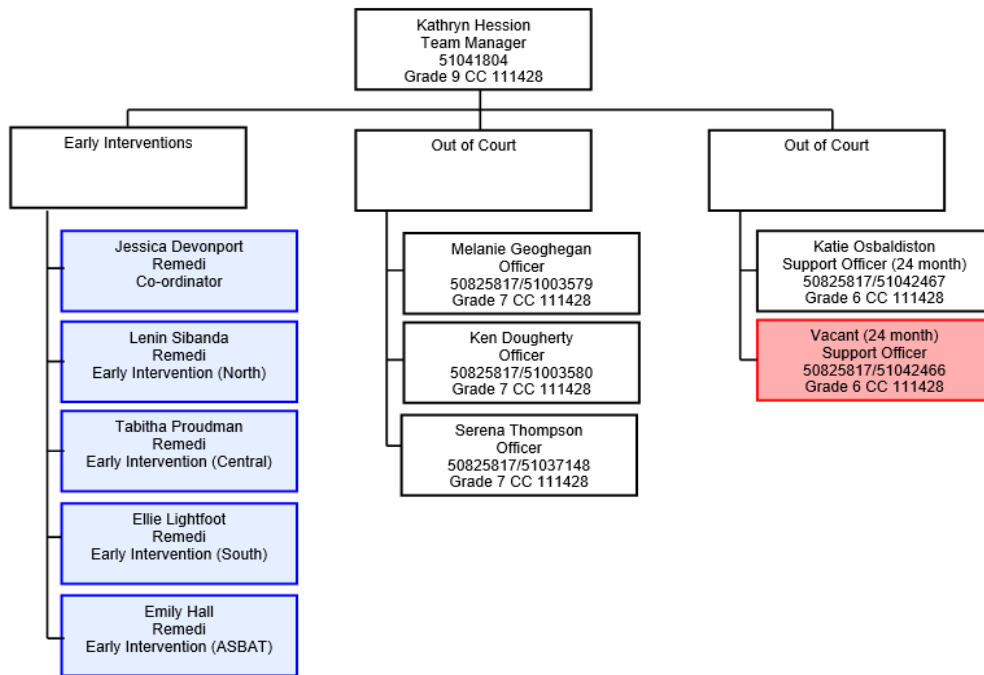 Kathryn Hession
Team Manager
51041804
Grade 9 CC 111428
Early Interventions
Out of Court
Out of Court
Jessica Devonport
Remedi
Co-ordinator
Lenin Sibanda
Remedi
Early Intervention (North)
Tabitha Proudman
Remedi
Early Intervention (Central)
Ellie Lightfoot
Remedi
Early Intervention (South)
Emily Hall
Remedi
Early Intervention (ASBAT)
Melanie Geoghegan
Officer
50825817/51003579
Grade 7 CC 111428
Ken Dougherty
Officer
50825817/51003580
Grade 7 CC 111428
Serena Thompson
Officer
50825817/51037148
Grade 7 CC 111428
Katie Osbaldiston
Support Officer (24 month)
50825817/51042467
Grade 6 CC 111428
Vacant (24 month)
Support Officer
50825817/51042466
Grade 6 CC 111428